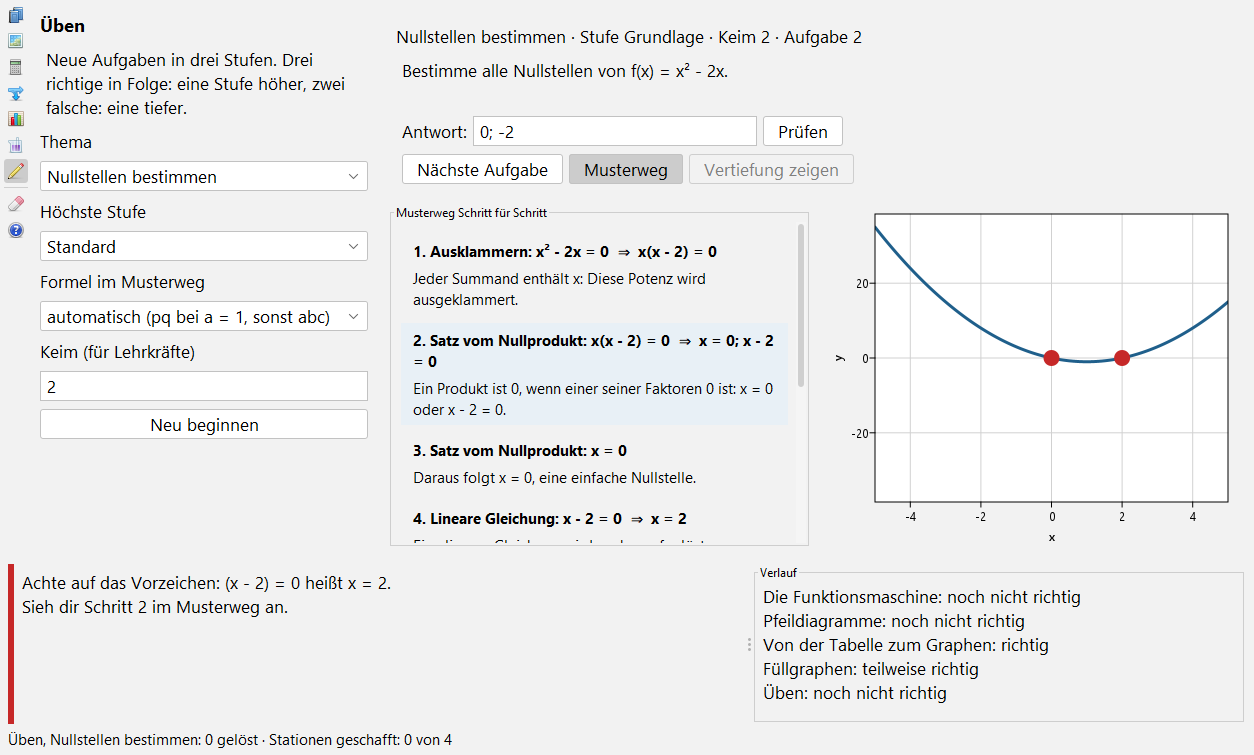 Üben
Neue Aufgaben in drei Stufen. Drei
richtige in Folge: eine Stufe höher, zwei
falsche: eine tiefer.
Thema
Nullstellen bestimmen
Höchste Stufe
Standard
Formel im Musterweg
automatisch (pq bei a = 1, sonst abc)
Keim (für Lehrkräfte)
2
Neu beginnen
Nullstellen bestimmen · Stufe Grundlage · Keim 2 · Aufgabe 2
Bestimme alle Nullstellen von f(x) = x² - 2x.
Antwort: 0; -2 Prüfen
Nächste Aufgabe Musterweg Vertiefung zeigen
Musterweg Schritt für Schritt
1. Ausklammern: x² - 2x = 0 ⇒ x(x - 2) = 0
Jeder Summand enthält x: Diese Potenz wird
ausgeklammert.
2. Satz vom Nullprodukt: x(x - 2) = 0 ⇒ x = 0; x - 2
= 0
Ein Produkt ist 0, wenn einer seiner Faktoren 0 ist: x = 0
oder x - 2 = 0.
3. Satz vom Nullprodukt: x = 0
Daraus folgt x = 0, eine einfache Nullstelle.
4. Lineare Gleichung: x - 2 = 0 ⇒ x = 2
20
0
-20
y
-4 -2 0 2 4
x
Achte auf das Vorzeichen: (x - 2) = 0 heißt x = 2.
Sieh dir Schritt 2 im Musterweg an.
Verlauf
Die Funktionsmaschine: noch nicht richtig
Pfeildiagramme: noch nicht richtig
Von der Tabelle zum Graphen: richtig
Füllgraphen: teilweise richtig
Üben: noch nicht richtig
Üben, Nullstellen bestimmen: 0 gelöst · Stationen geschafft: 0 von 4